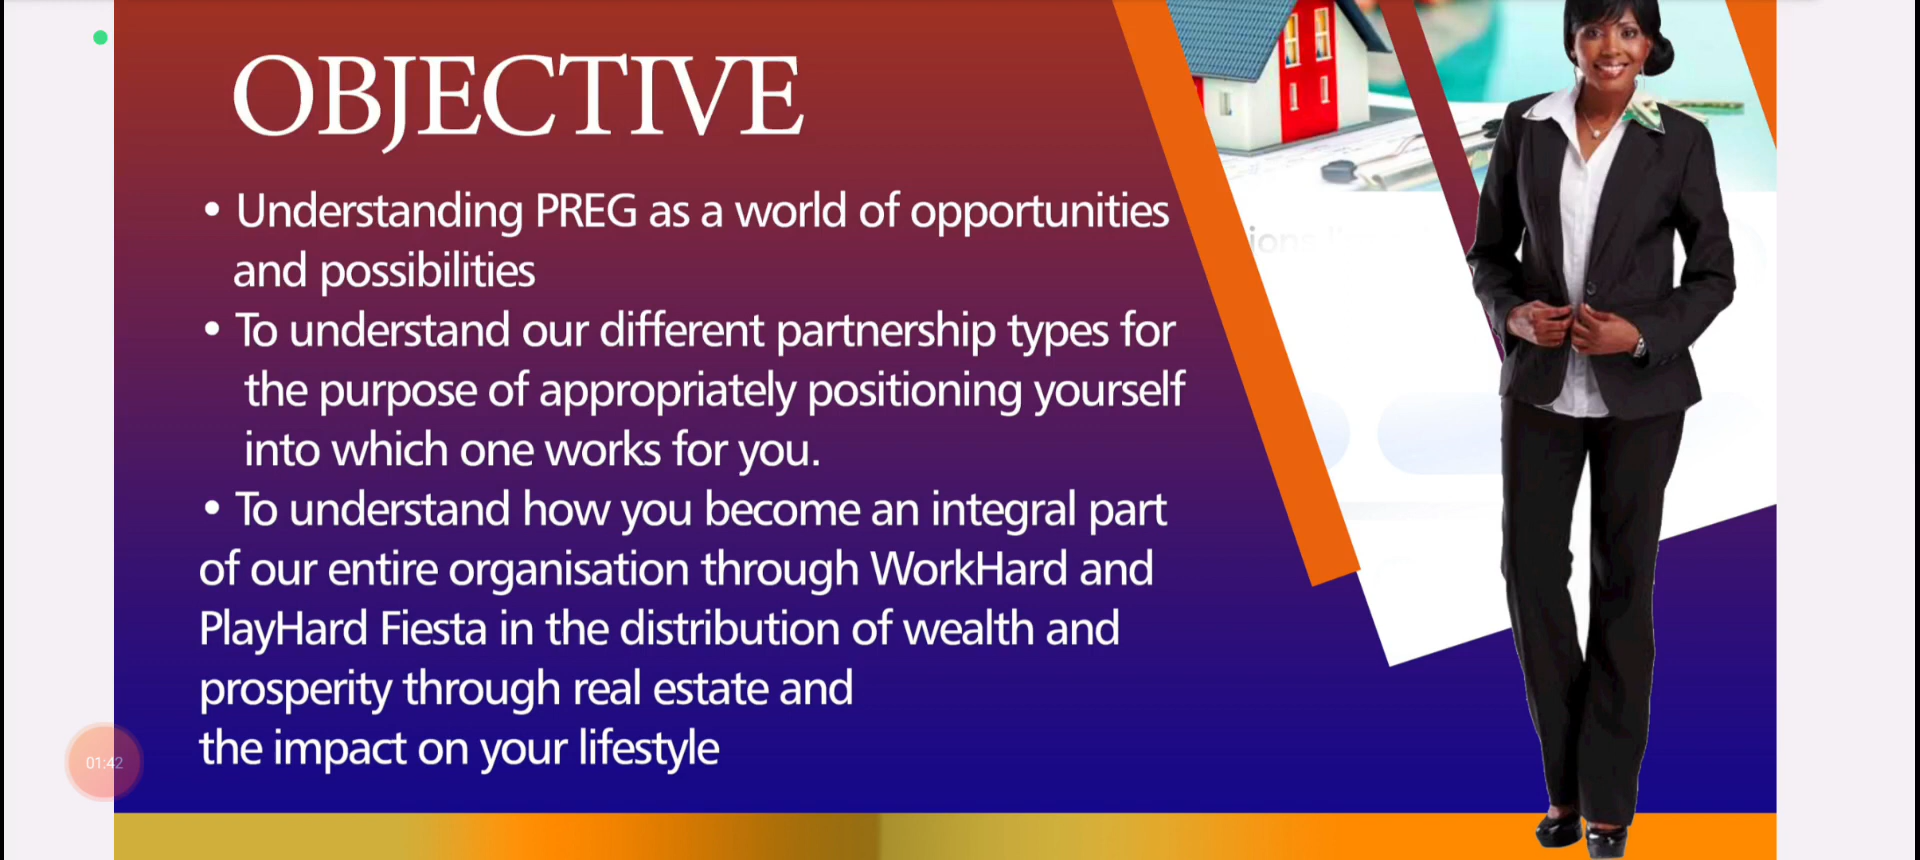 OBJECTIVE
• Understanding PREG as a world of opportunities
and possibilities
• To understand our different partnership types for
the purpose of appropriately positioning yourself
into which one works for you.
• To understand how you become an integral part
of our entire organisation through WorkHard and
PlayHard Fiesta in the distribution of wealth and
prosperity through real estate and
the impact on your lifestyle
01:42